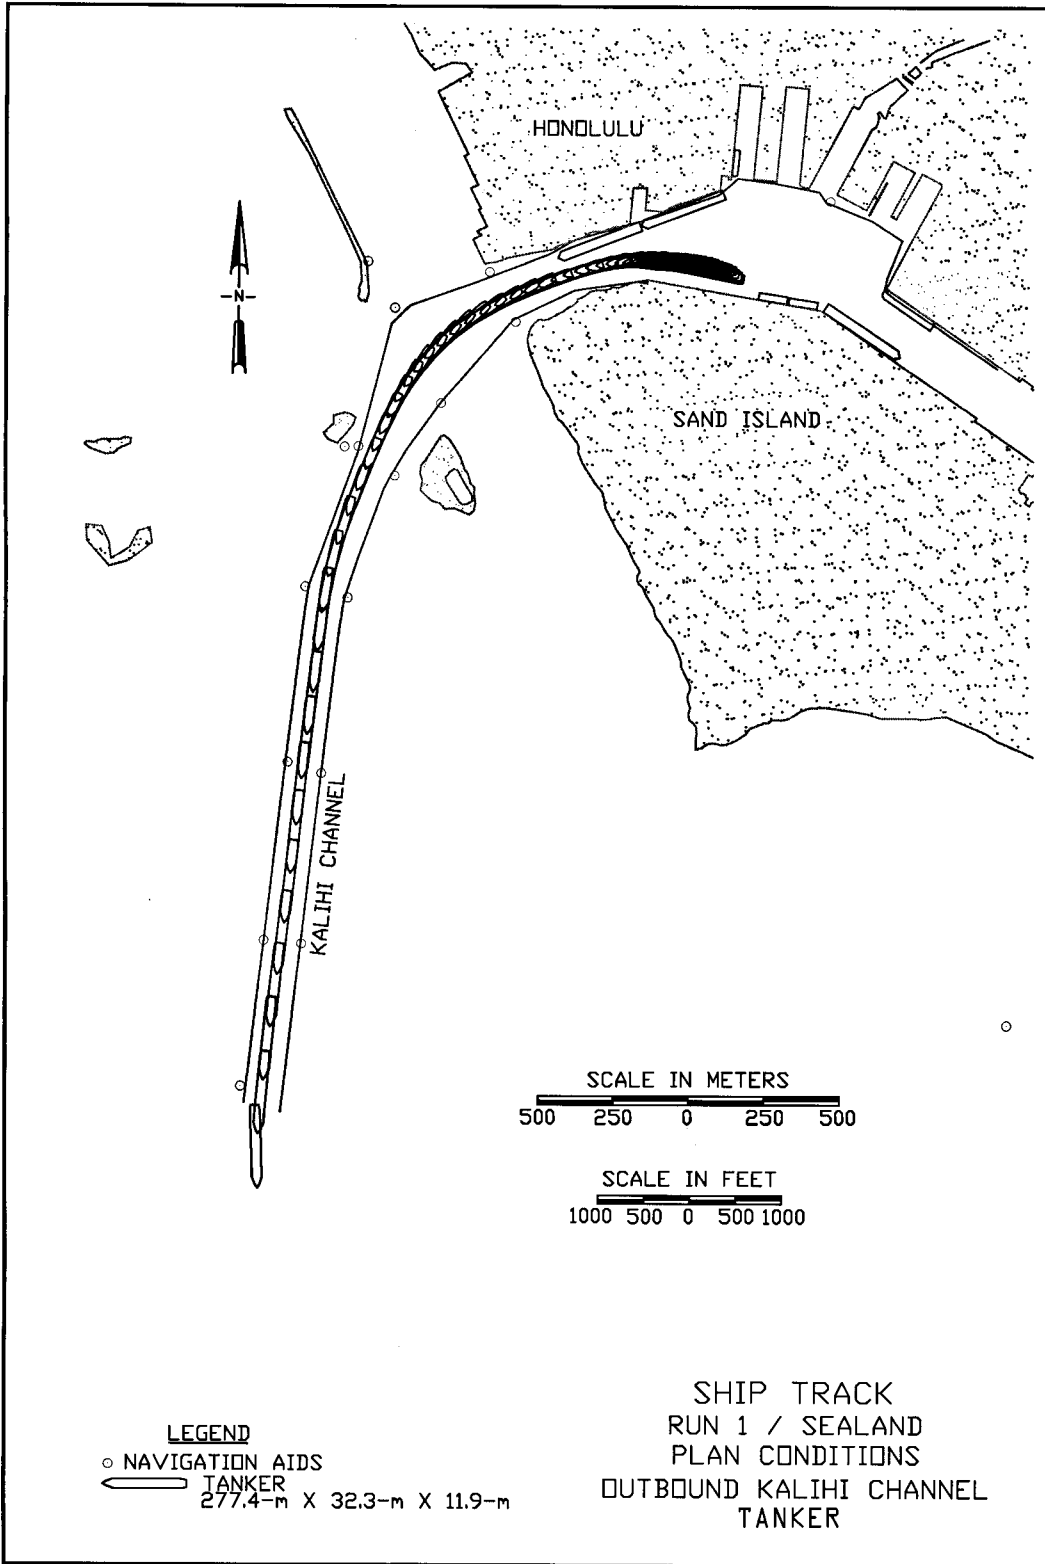 HONOLULU
-N-
SAND ISLAND
KALIHI CHANNEL
SCALE IN METERS
500 250 0 250 500
SCALE IN FEET
1000 500 0 500 1000
SHIP TRACK
RUN 1 / SEALAND
PLAN CONDITIONS
OUTBOUND KALIHI CHANNEL
TANKER
LEGEND
NAVIGATION AIDS
TANKER
277.4-m X 32.3-m X 11.9-m